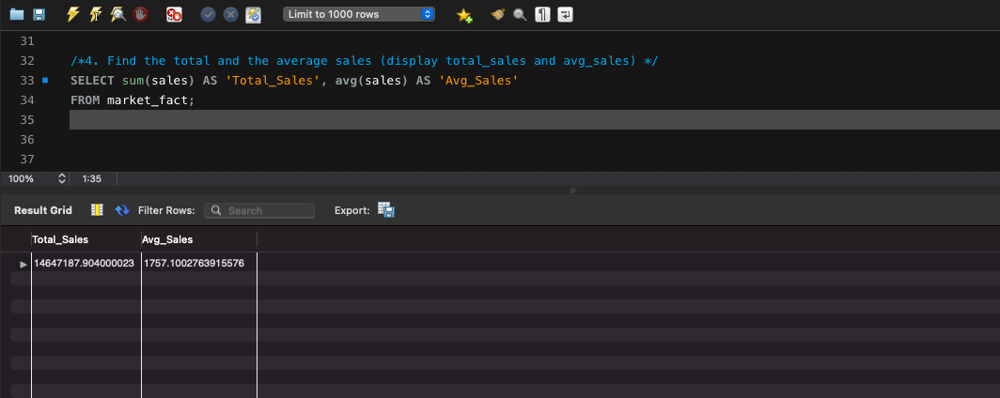 Limit to 1000 rows
31
32 /*4. Find the total and the average sales (display total_sales and avg_sales) */
33 SELECT sum(sales) AS 'Total_Sales', avg(sales) AS 'Avg_Sales'
34 FROM market_fact;
35
36
37
100% 1:35
Result Grid Filter Rows: Search Export:
Total_Sales Avg_Sales
14647187.904000023 1757.1002763915576